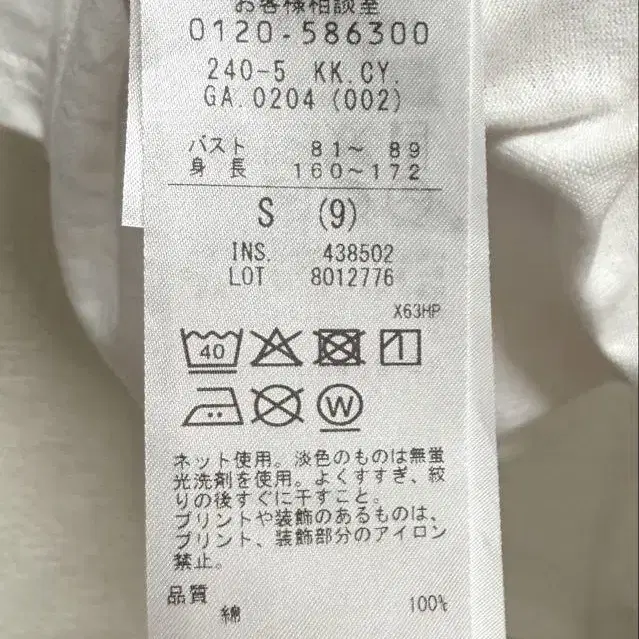 お客様相談室
0120-586300
240-5 KK.CY.
GA.0204 (002)
バスト 81～ 89
身長 160～172
S (9)
INS. 438502
LOT 8012776
X63HP
40
W
ネット使用。淡色のものは無蛍
光洗剤を使用。よくすすぎ、絞
りの後すぐに干すこと。
プリントや装飾のあるものは、
プリント、装飾部分のアイロン
禁止。
品質
綿 100%